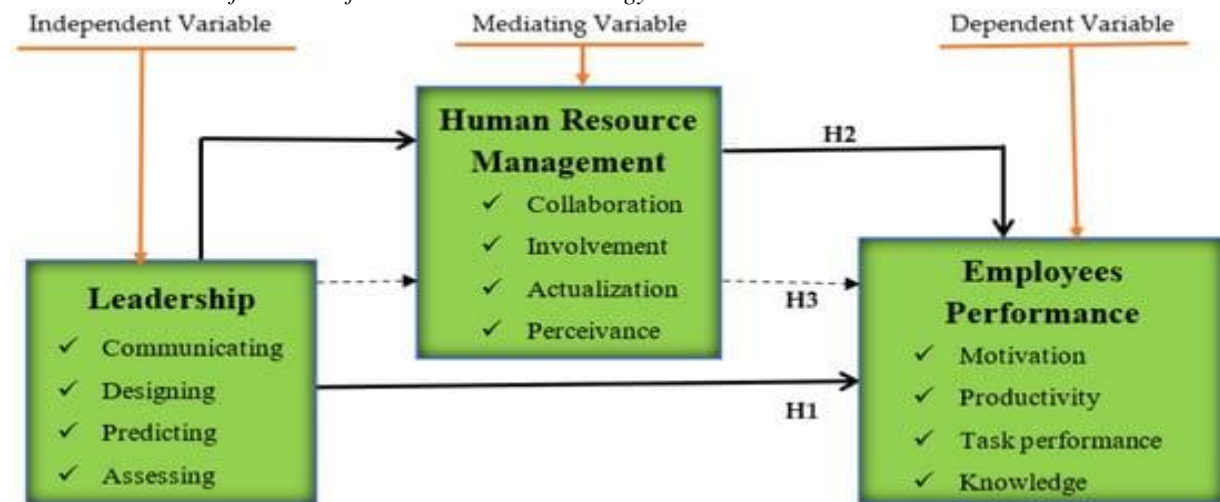 Independent Variable
Mediating Variable
Dependent Variable
Human Resource
Management
✓ Collaboration
✓ Involvement
✓ Actualization
✓ Perceivance
H2
Leadership
✓ Communicating
✓ Designing
✓ Predicting
✓ Assessing
H3
H1
Employees
Performance
✓ Motivation
✓ Productivity
✓ Task performance
✓ Knowledge